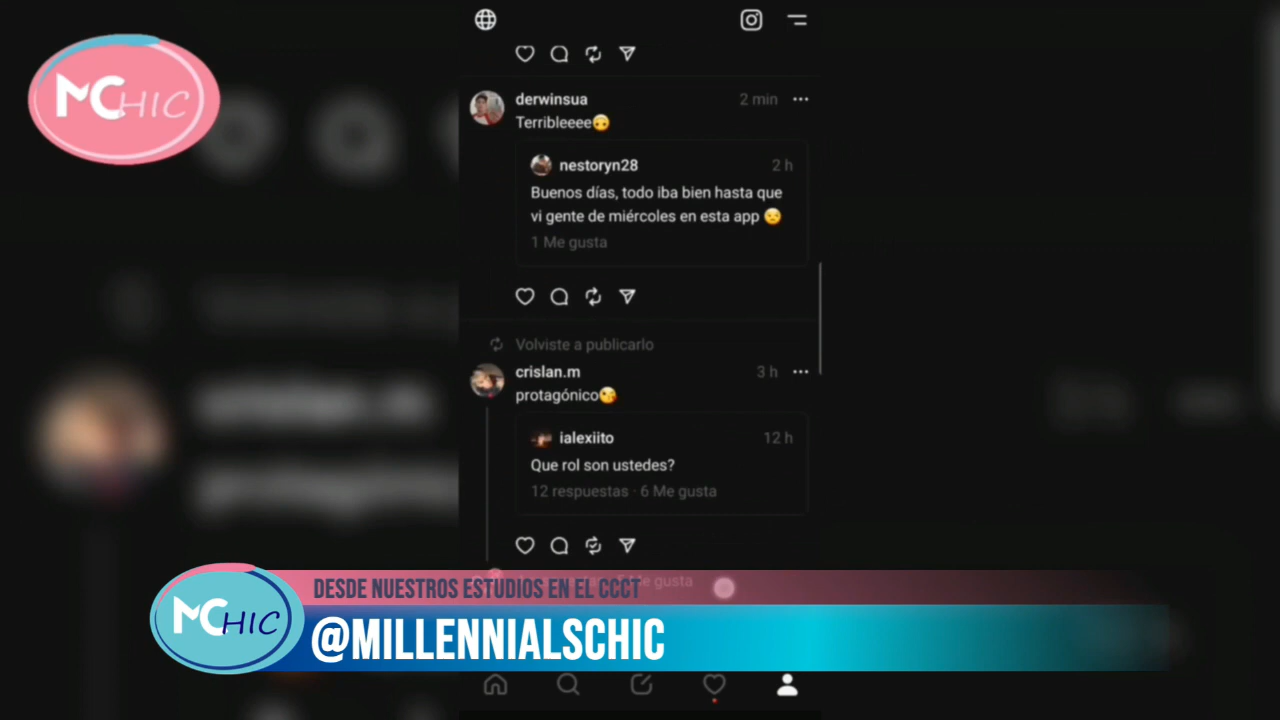 MCHIC
derwinsua 2 min
Terribleeee
nestoryn28 2 h
Buenos días, todo iba bien hasta que
vi gente de miércoles en esta app
1 Me gusta
Volviste a publicarlo
crislan.m 3 h
protagónico
ialexiito 12 h
Que rol son ustedes?
12 respuestas · 6 Me gusta
Me gusta
DESDE NUESTROS ESTUDIOS EN EL CCCT
MCHIC
@MILLENNIALSCHIC